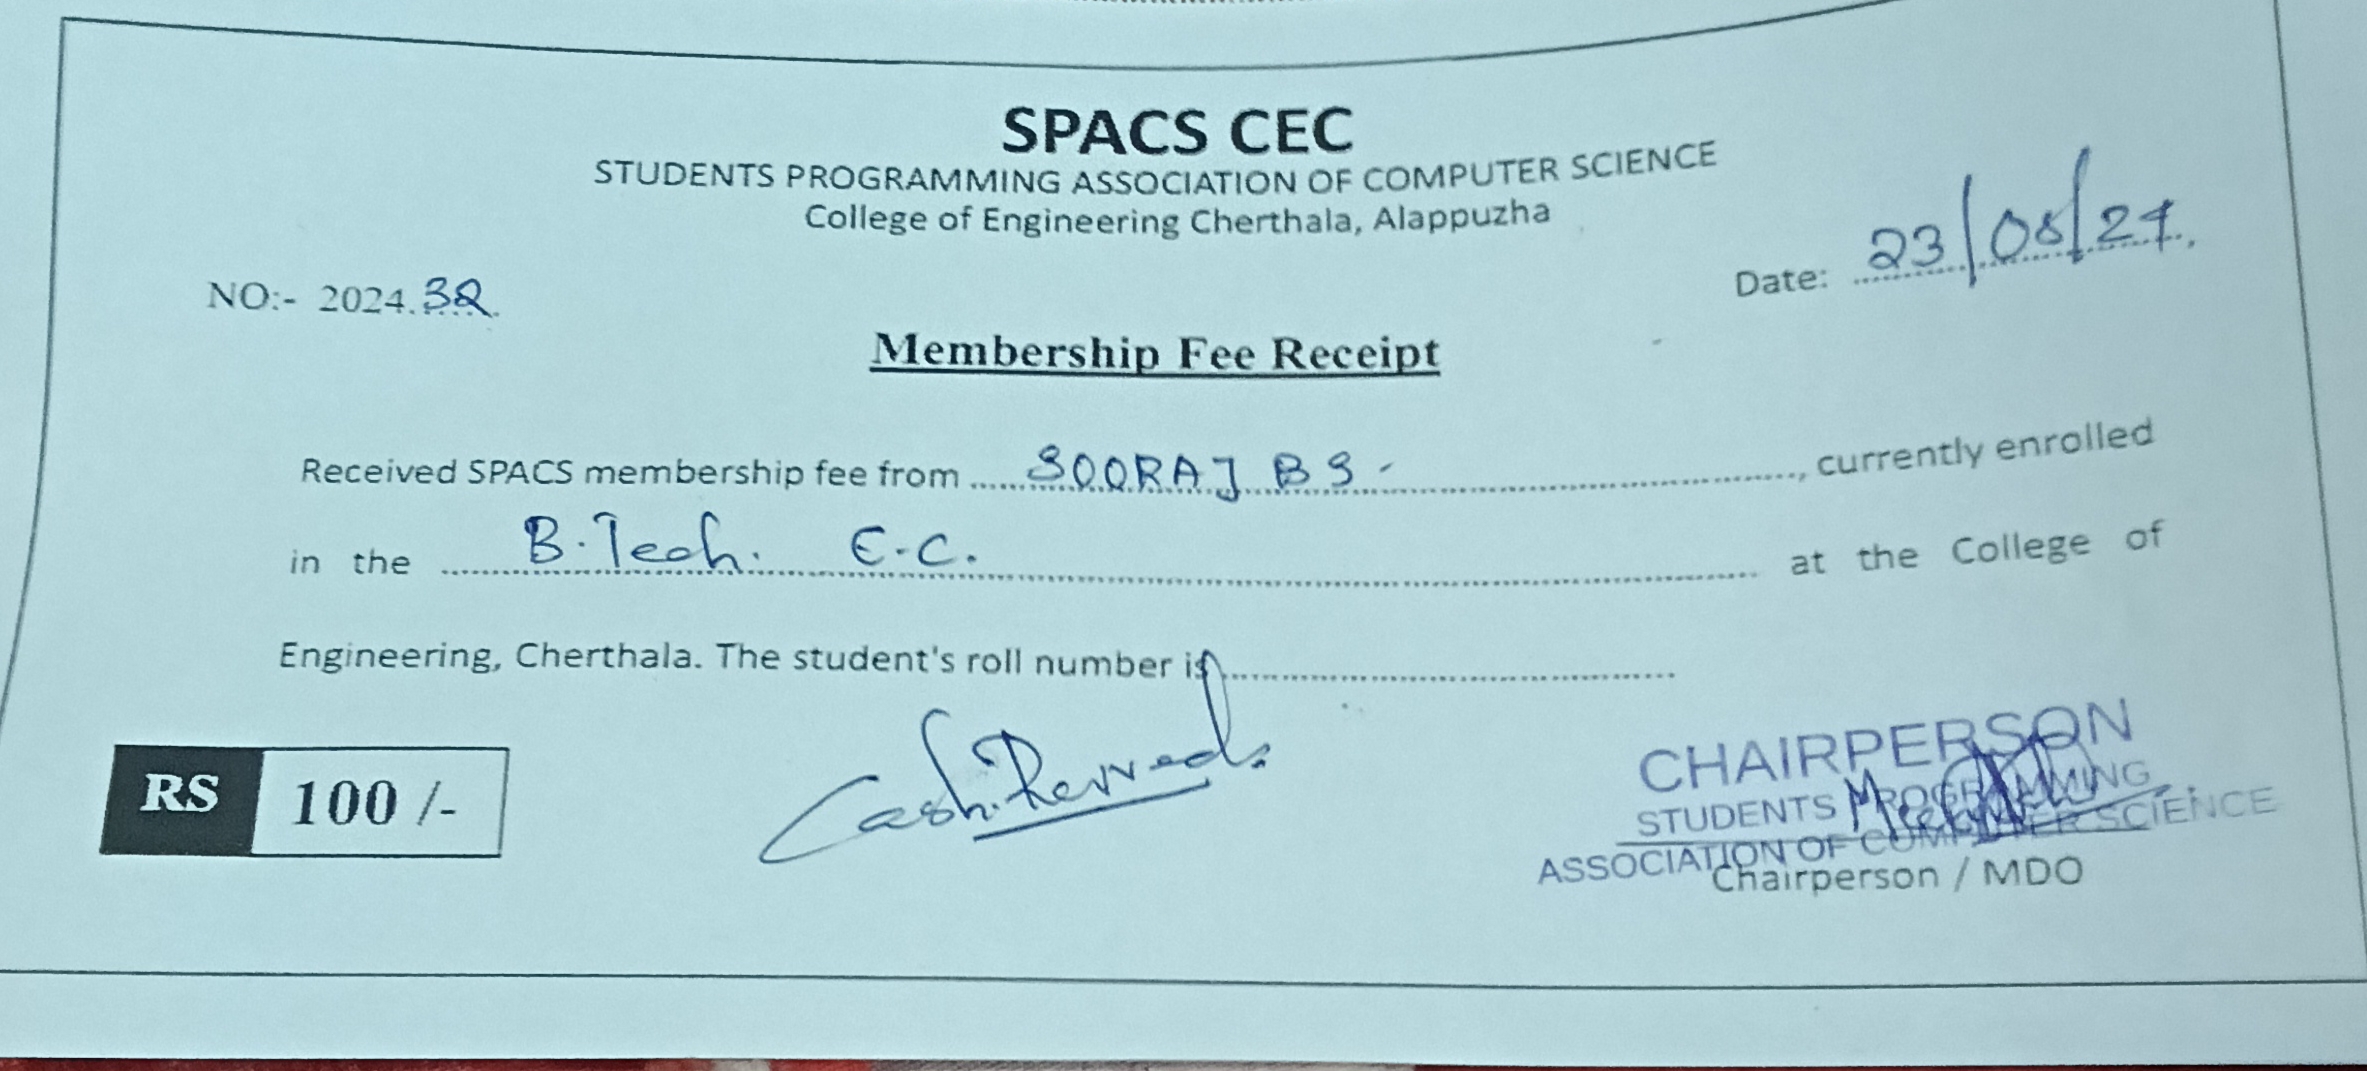 SPACS CEC
STUDENTS PROGRAMMING ASSOCIATION OF COMPUTER SCIENCE
College of Engineering Cherthala, Alappuzha
NO:- 2024.32
Date: 23/08/24
Membership Fee Receipt
Received SPACS membership fee from SOORAJ B S, currently enrolled
in the B.Tech. E.C. at the College of
Engineering, Cherthala. The student's roll number is
RS 100 /-
Cash
CHAIRPERSON
STUDENTS PROGRAMMING
ASSOCIATION OF COMPUTER SCIENCE
Chairperson / MDO